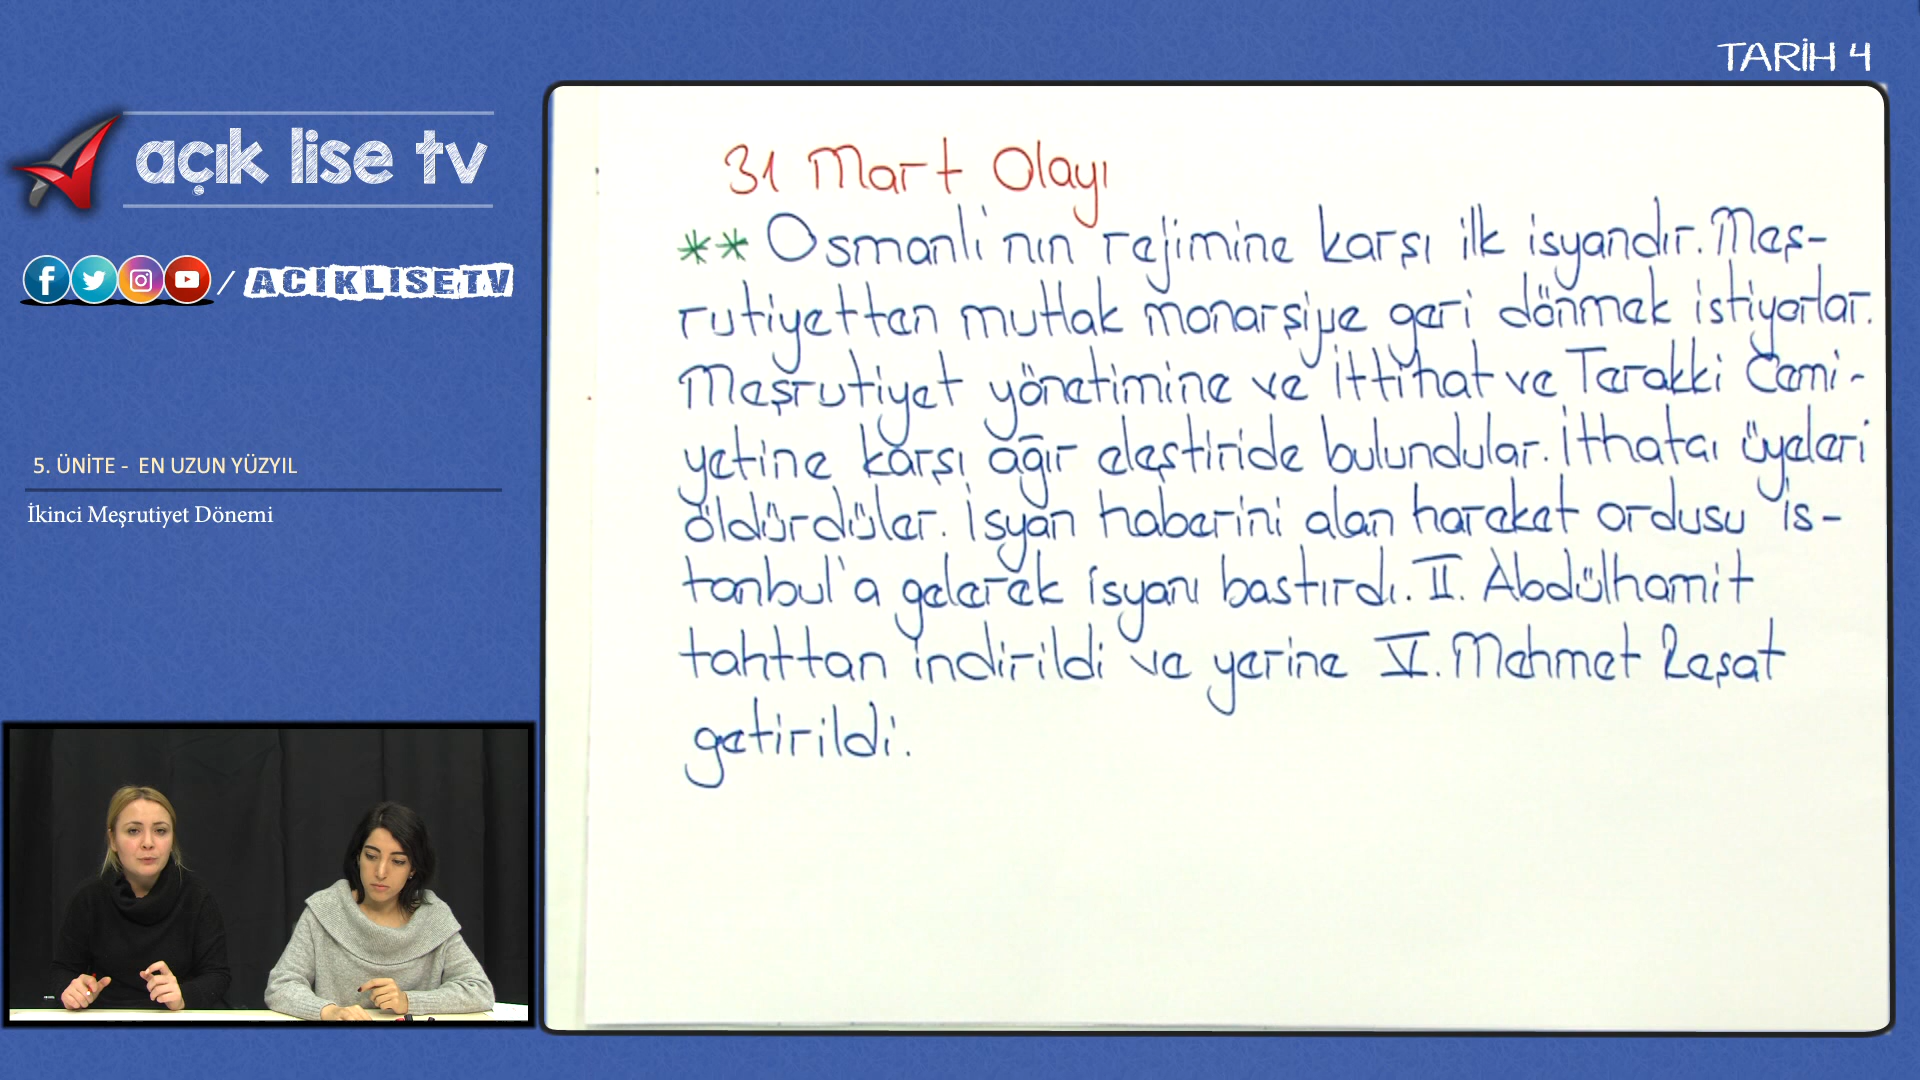 TARİH 4
açık lise tv
/ ACIKLISETV
5. ÜNİTE - EN UZUN YÜZYIL
İkinci Meşrutiyet Dönemi
31 Mart Olayı
** Osmanlı'nın rejimine karşı ilk isyandır. Meş-
rutiyetten mutlak monarşiye geri dönmek istiyorlar.
Meşrutiyet yönetimine ve İttihat ve Terakki Cemi-
yetine karşı ağır eleştiride bulundular. İthatçı üyeleri
öldürdüler. İsyan haberini alan hareket ordusu İs-
tanbul'a gelerek isyanı bastırdı. II. Abdülhamit
tahttan indirildi ve yerine V. Mehmet Reşat
getirildi.